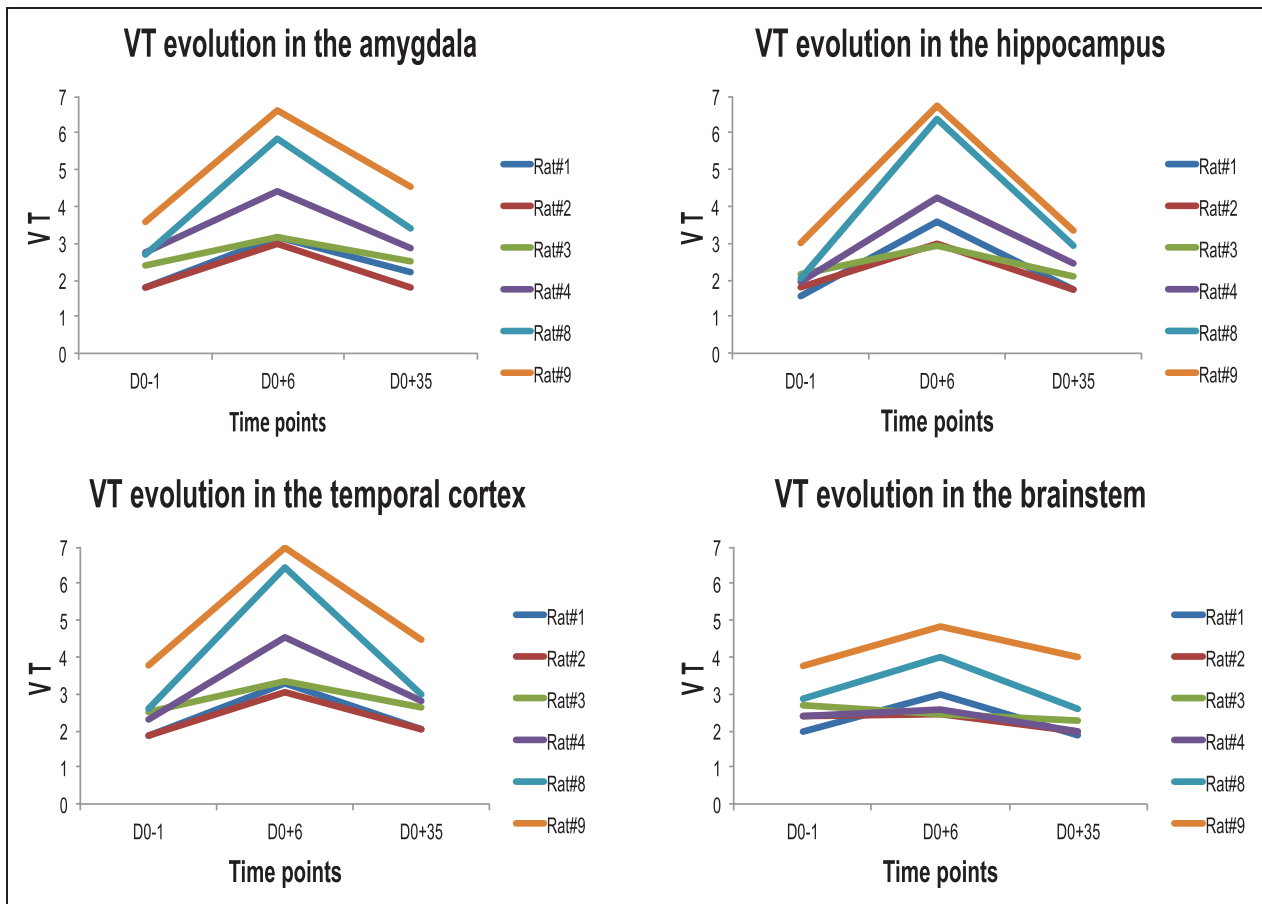 VT evolution in the amygdala
7
6
5
4
3
2
1
0
V T
D0-1 D0+6 D0+35
Time points
Rat#1
Rat#2
Rat#3
Rat#4
Rat#8
Rat#9
VT evolution in the hippocampus
7
6
5
4
3
2
1
0
V T
D0-1 D0+6 D0+35
Time points
Rat#1
Rat#2
Rat#3
Rat#4
Rat#8
Rat#9
VT evolution in the temporal cortex
7
6
5
4
3
2
1
0
V T
D0-1 D0+6 D0+35
Time points
Rat#1
Rat#2
Rat#3
Rat#4
Rat#8
Rat#9
VT evolution in the brainstem
7
6
5
4
3
2
1
0
V T
D0-1 D0+6 D0+35
Time points
Rat#1
Rat#2
Rat#3
Rat#4
Rat#8
Rat#9